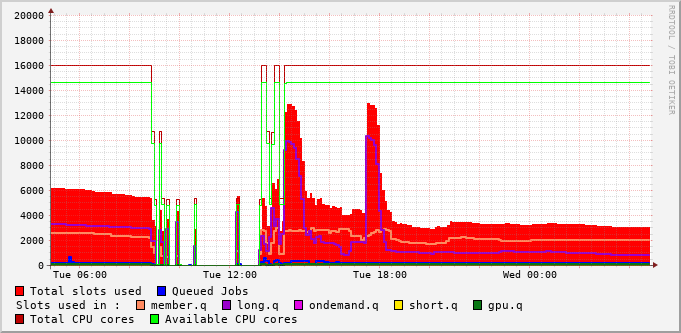 20000
18000
16000
14000
12000
10000
8000
6000
4000
2000
0
Tue 06:00 Tue 12:00 Tue 18:00 Wed 00:00
Total slots used Queued Jobs
Slots used in : member.q long.q ondemand.q short.q gpu.q
Total CPU cores Available CPU cores
RRDTOOL / TOBI OETIKER